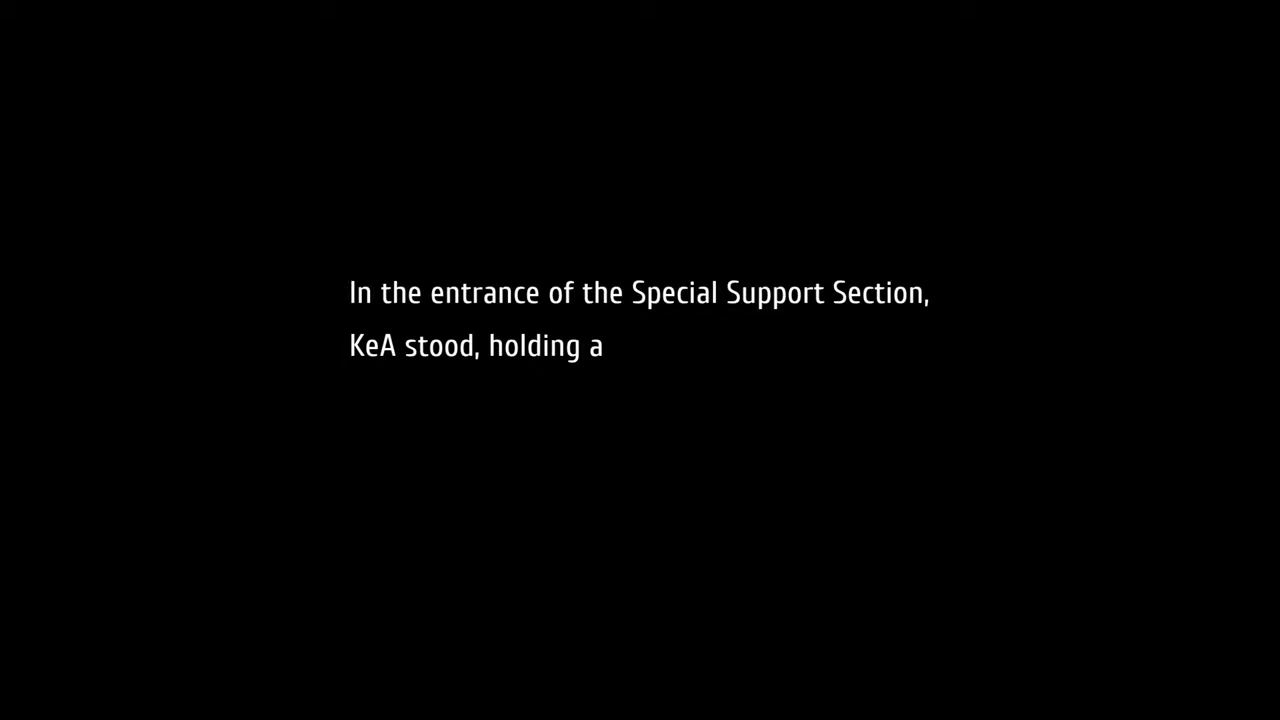 In the entrance of the Special Support Section,
KeA stood, holding a